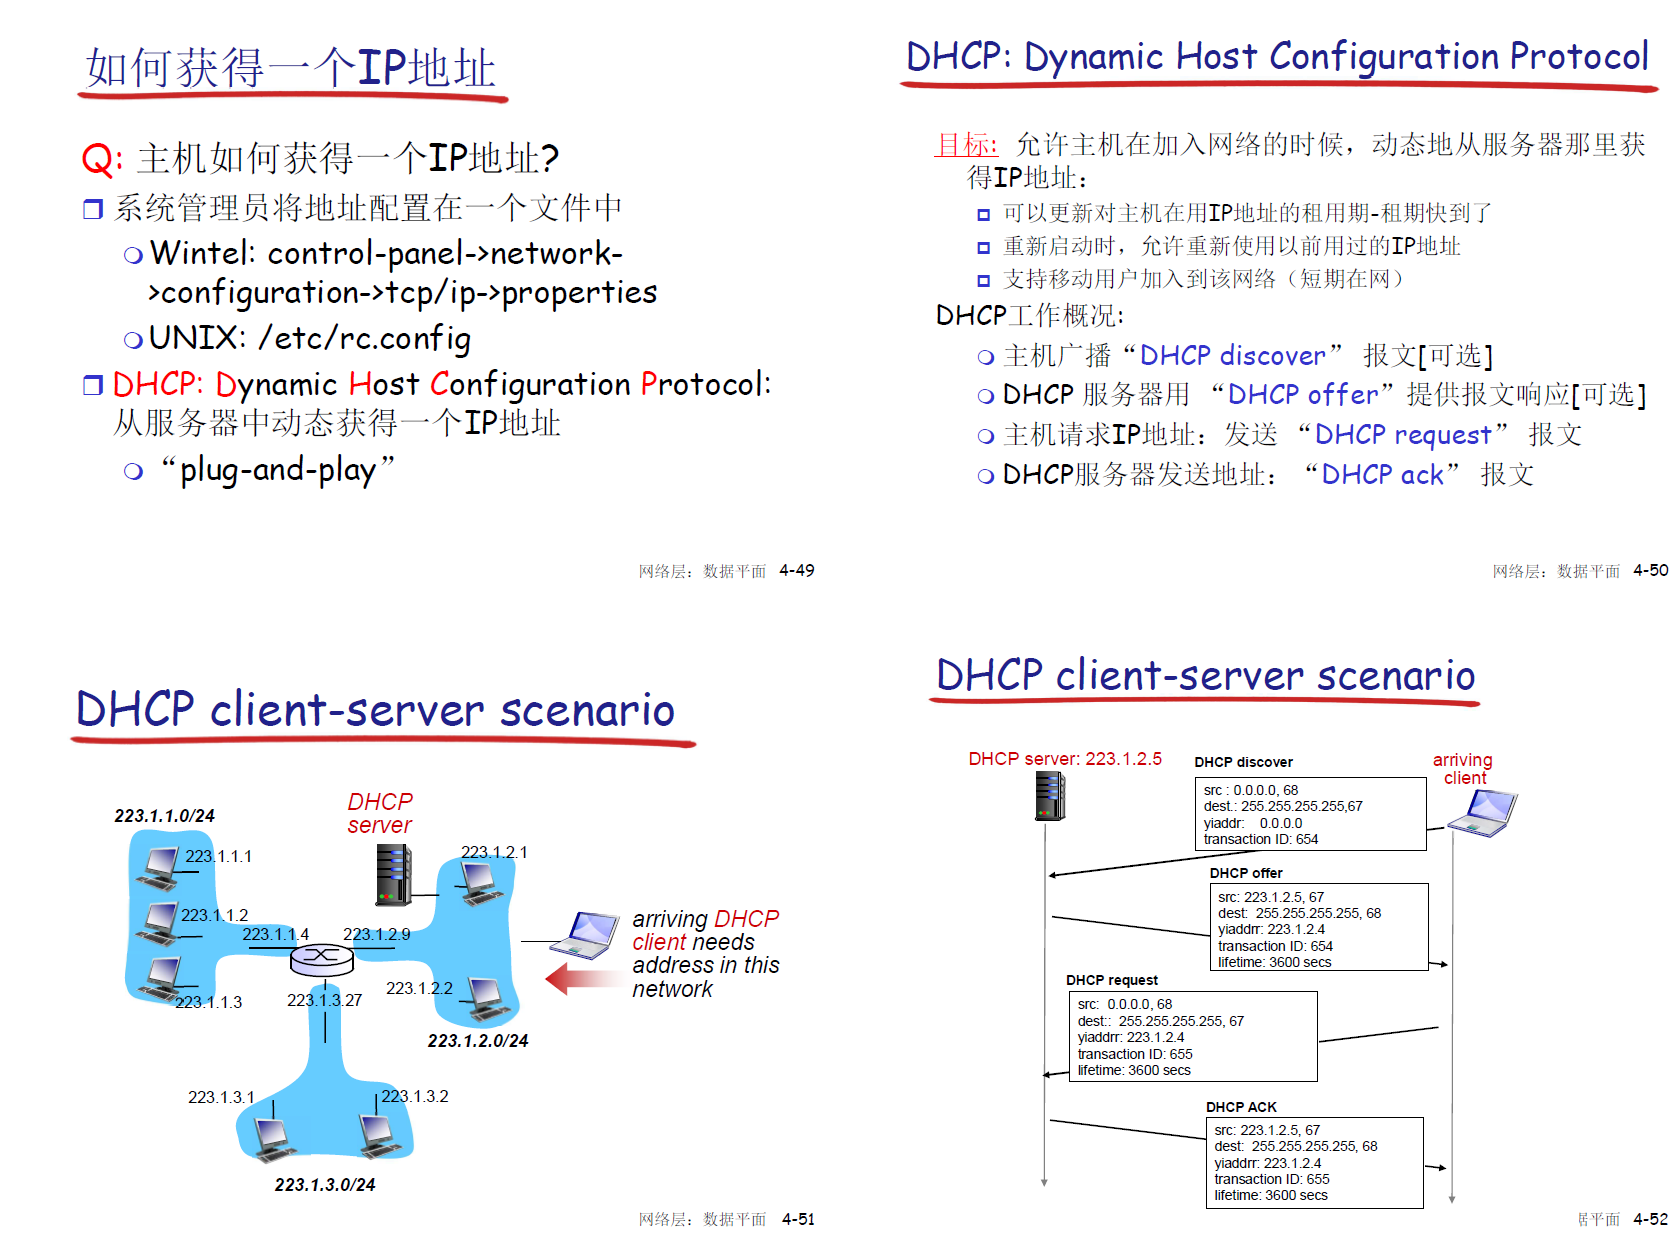 如何获得一个IP地址
Q: 主机如何获得一个IP地址?
系统管理员将地址配置在一个文件中
Wintel: control-panel->network-
>configuration->tcp/ip->properties
UNIX: /etc/rc.config
DHCP: Dynamic Host Configuration Protocol:
从服务器中动态获得一个IP地址
“plug-and-play”
网络层：数据平面 4-49
DHCP: Dynamic Host Configuration Protocol
目标: 允许主机在加入网络的时候，动态地从服务器那里获
得IP地址：
可以更新对主机在用IP地址的租用期-租期快到了
重新启动时，允许重新使用以前用过的IP地址
支持移动用户加入到该网络（短期在网）
DHCP工作概况:
主机广播“DHCP discover” 报文[可选]
DHCP 服务器用 “DHCP offer”提供报文响应[可选]
主机请求IP地址：发送 “DHCP request” 报文
DHCP服务器发送地址：“DHCP ack” 报文
网络层：数据平面 4-50
DHCP client-server scenario
223.1.1.0/24
DHCP
server
223.1.1.1
223.1.2.1
223.1.1.2
223.1.1.4
223.1.2.9
arriving DHCP
client needs
address in this
network
223.1.1.3
223.1.3.27
223.1.2.2
223.1.2.0/24
223.1.3.1
223.1.3.2
223.1.3.0/24
网络层：数据平面 4-51
DHCP client-server scenario
DHCP server: 223.1.2.5
arriving
client
DHCP discover
src : 0.0.0.0, 68
dest.: 255.255.255.255,67
yiaddr: 0.0.0.0
transaction ID: 654
DHCP offer
src: 223.1.2.5, 67
dest: 255.255.255.255, 68
yiaddrr: 223.1.2.4
transaction ID: 654
lifetime: 3600 secs
DHCP request
src: 0.0.0.0, 68
dest:: 255.255.255.255, 67
yiaddrr: 223.1.2.4
transaction ID: 655
lifetime: 3600 secs
DHCP ACK
src: 223.1.2.5, 67
dest: 255.255.255.255, 68
yiaddrr: 223.1.2.4
transaction ID: 655
lifetime: 3600 secs
据平面 4-52